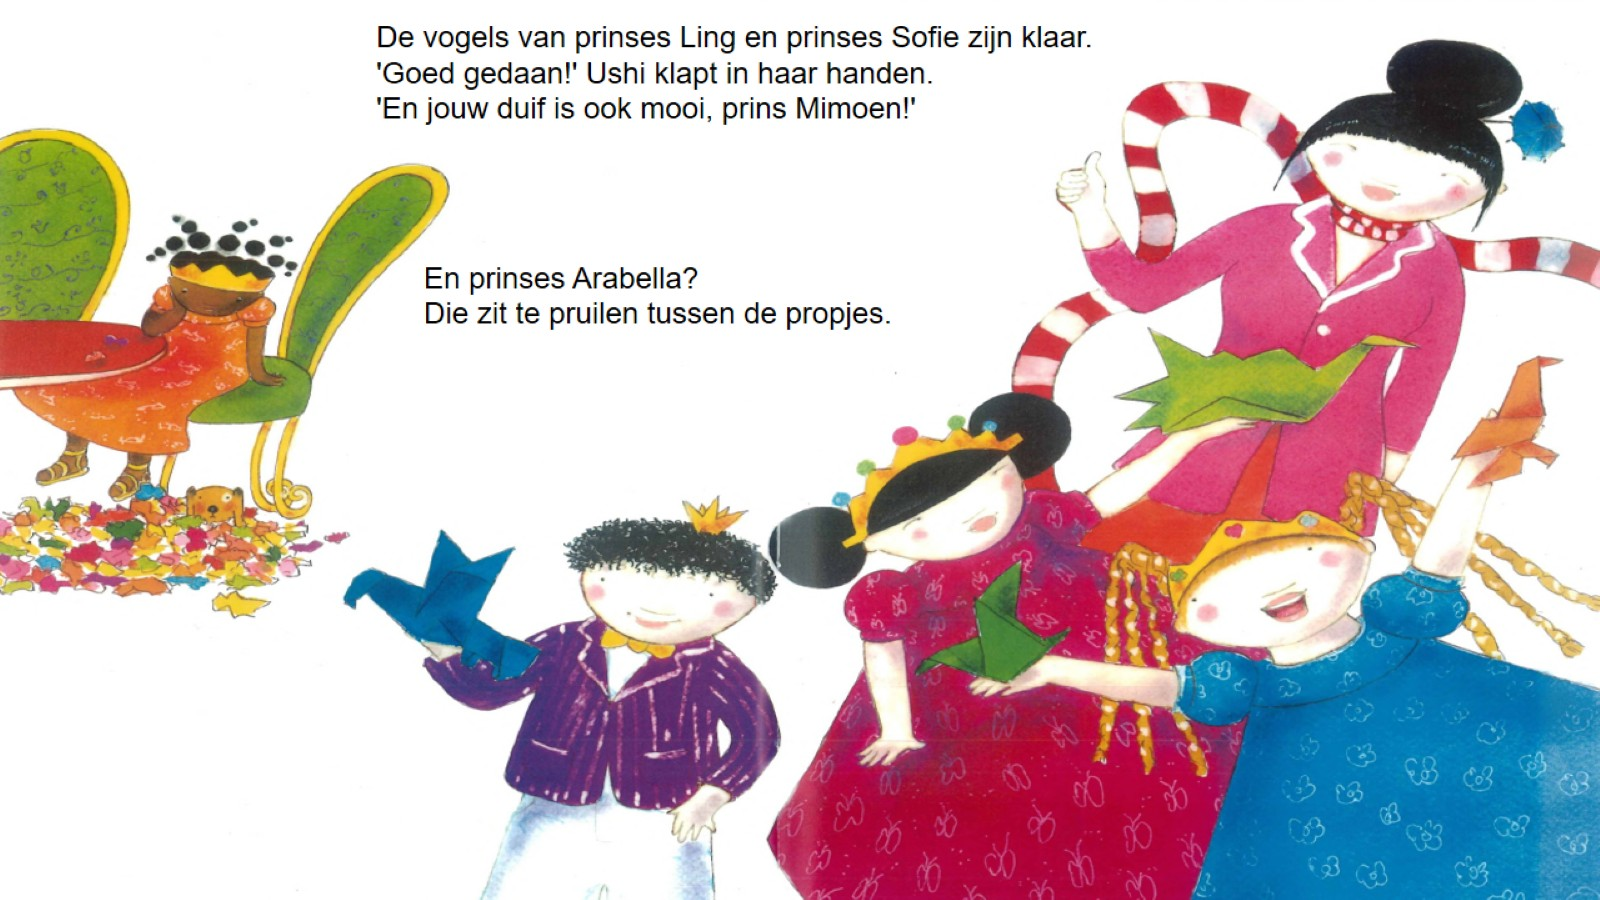 De vogels van prinses Ling en prinses Sofie zijn klaar.
'Goed gedaan!' Ushi klapt in haar handen.
'En jouw duif is ook mooi, prins Mimoen!'
En prinses Arabella?
Die zit te pruilen tussen de propjes.